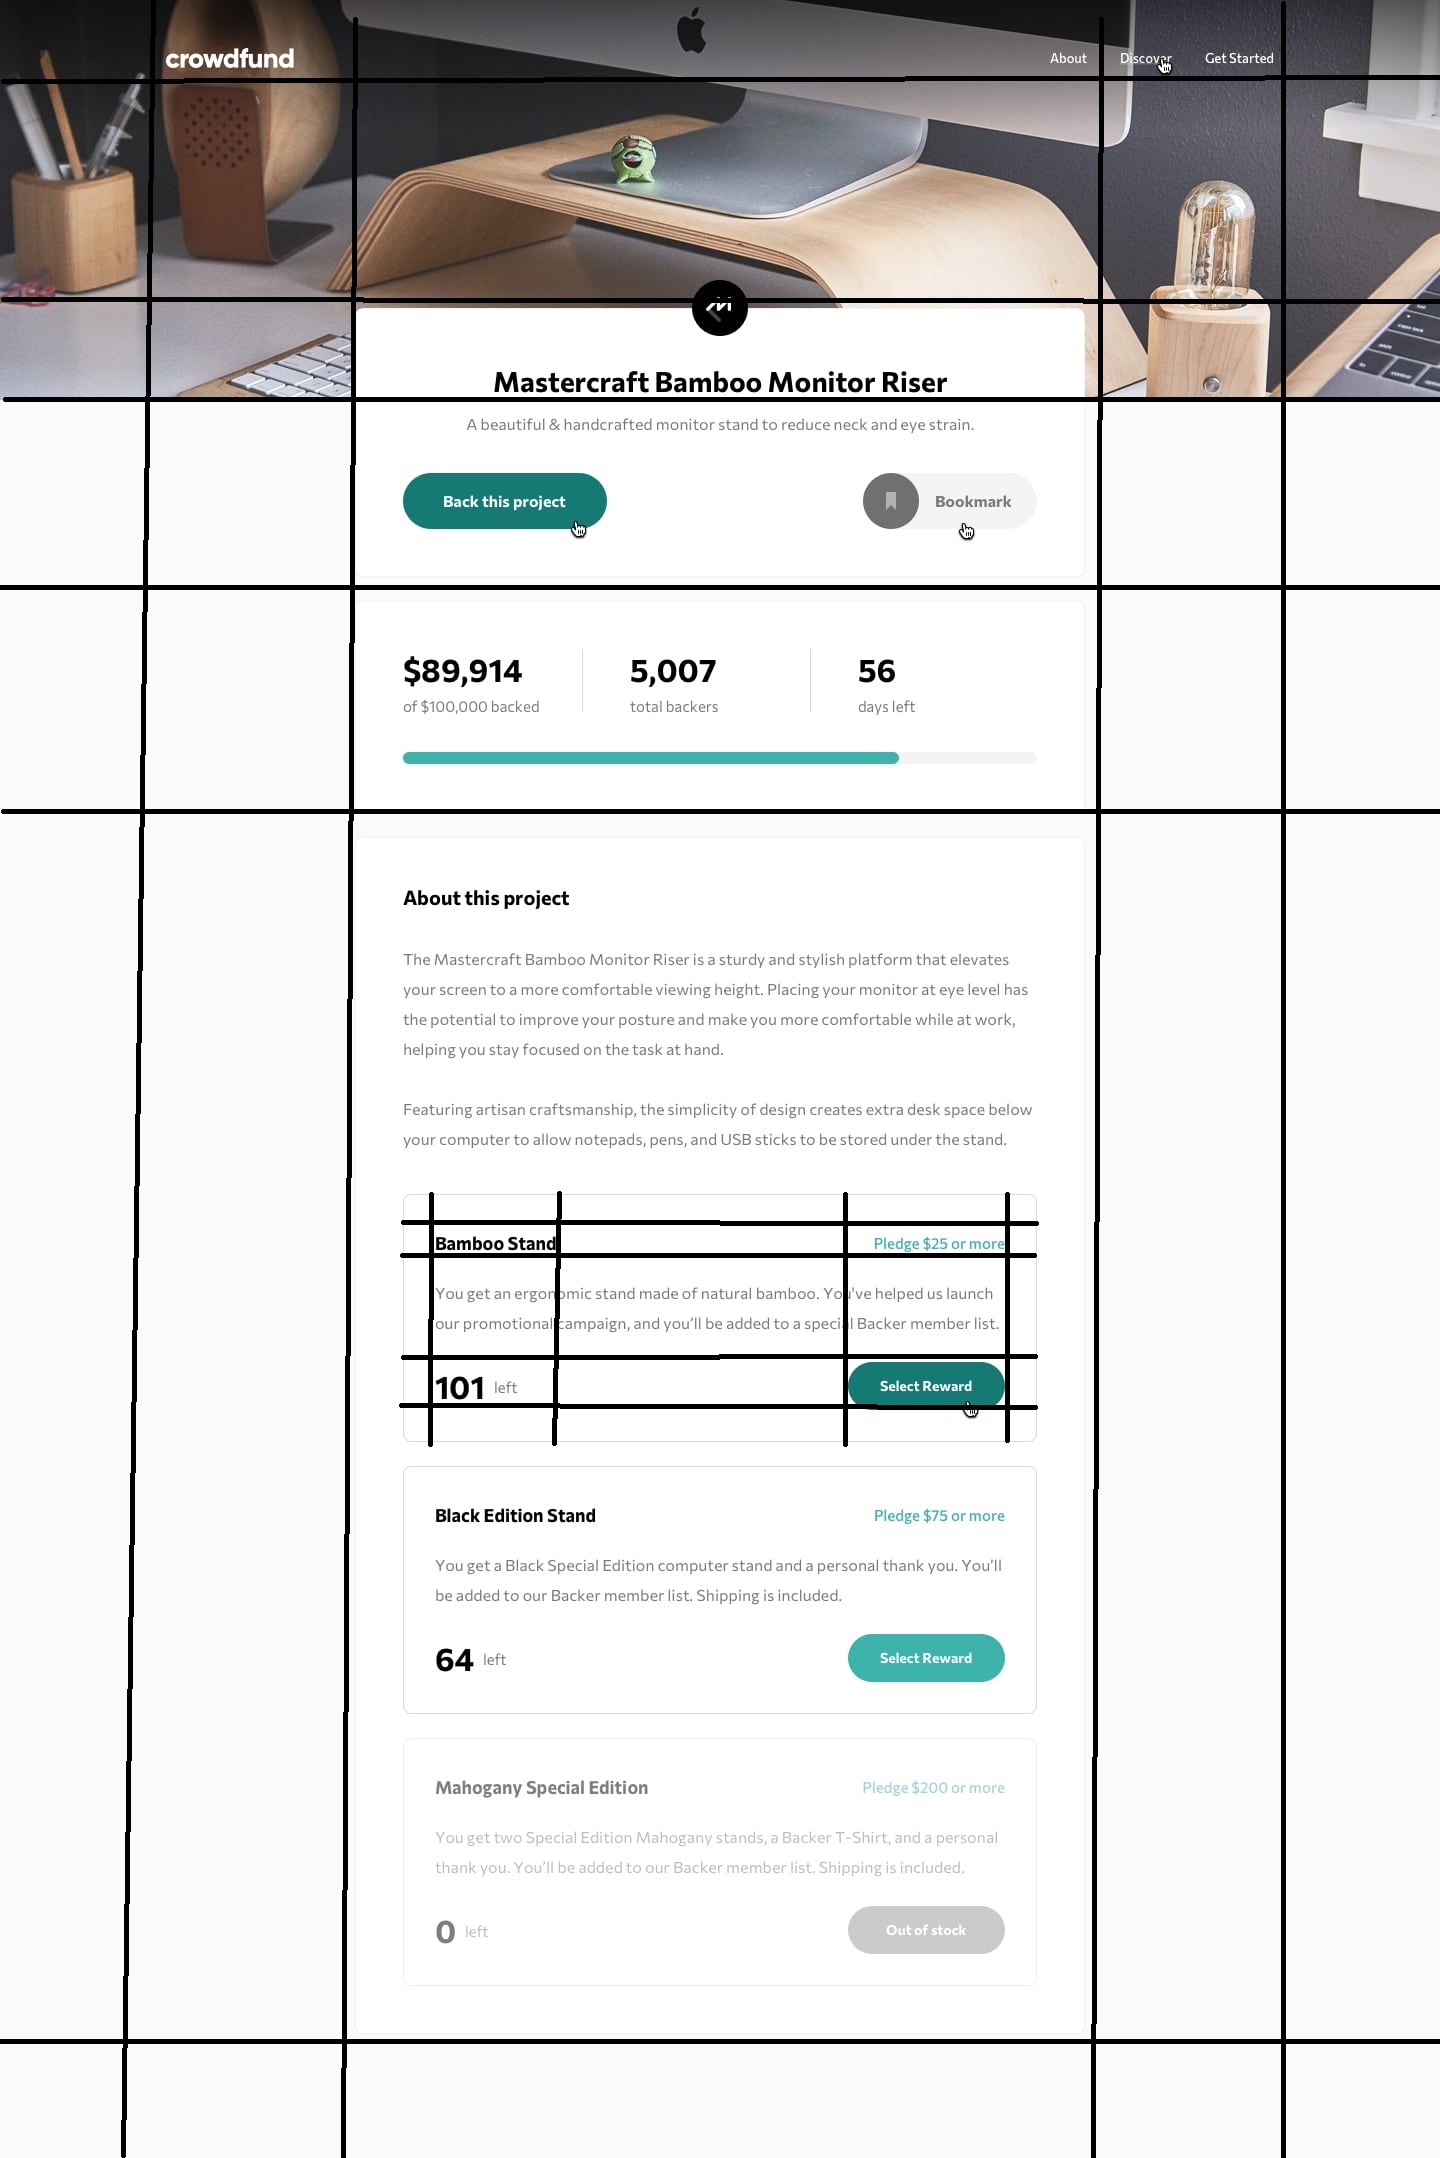 crowdfund
About Discover Get Started
Mastercraft Bamboo Monitor Riser
A beautiful & handcrafted monitor stand to reduce neck and eye strain.
Back this project
Bookmark
$89,914
of $100,000 backed
5,007
total backers
56
days left
About this project
The Mastercraft Bamboo Monitor Riser is a sturdy and stylish platform that elevates
your screen to a more comfortable viewing height. Placing your monitor at eye level has
the potential to improve your posture and make you more comfortable while at work,
helping you stay focused on the task at hand.
Featuring artisan craftsmanship, the simplicity of design creates extra desk space below
your computer to allow notepads, pens, and USB sticks to be stored under the stand.
Bamboo Stand
Pledge $25 or more
You get an ergonomic stand made of natural bamboo. You've helped us launch
our promotional campaign, and you’ll be added to a special Backer member list.
101 left
Select Reward
Black Edition Stand
Pledge $75 or more
You get a Black Special Edition computer stand and a personal thank you. You’ll
be added to our Backer member list. Shipping is included.
64 left
Select Reward
Mahogany Special Edition
Pledge $200 or more
You get two Special Edition Mahogany stands, a Backer T-Shirt, and a personal
thank you. You’ll be added to our Backer member list. Shipping is included.
0 left
Out of stock